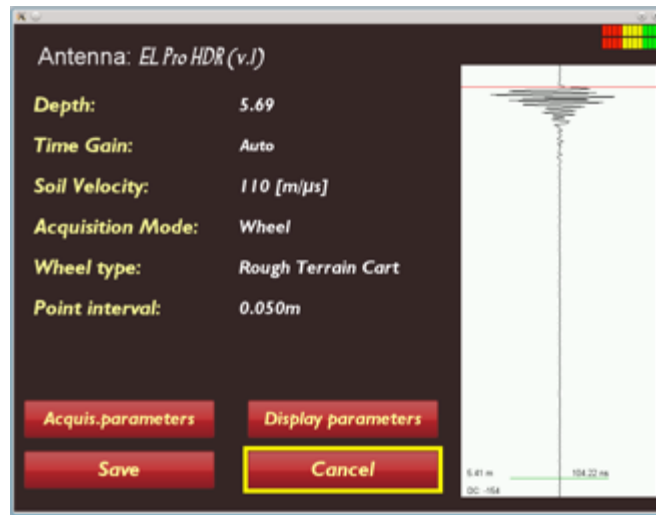 Antenna: EL Pro HDR (v.1)
Depth: 5.69
Time Gain: Auto
Soil Velocity: 110 [m/µs]
Acquisition Mode: Wheel
Wheel type: Rough Terrain Cart
Point interval: 0.050m
Acquis.parameters Display parameters
Save Cancel
5.41 m 104.22 ns
DC: -154